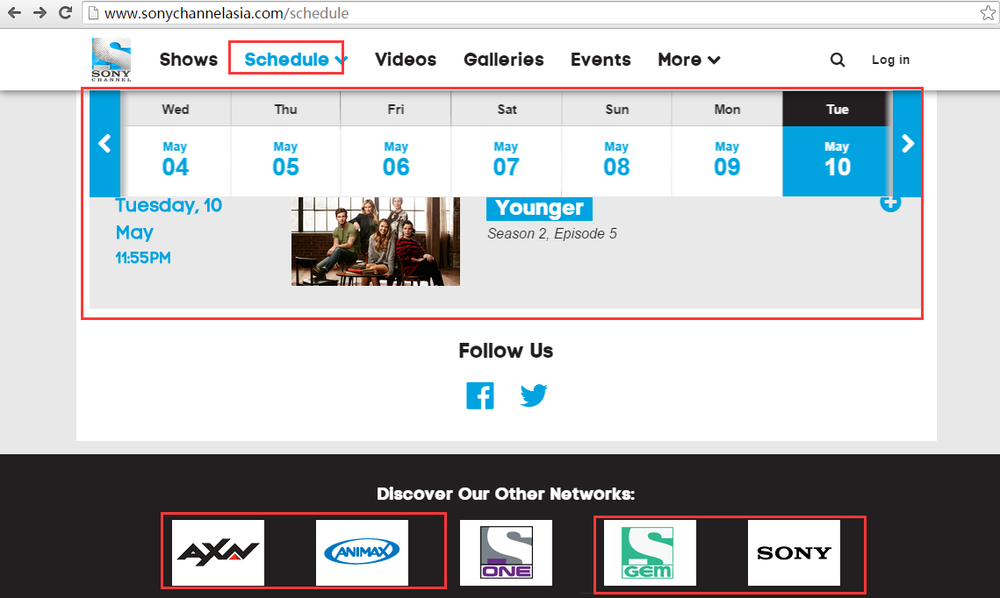 www.sonychannelasia.com/schedule
S
SONY
CHANNEL
Shows Schedule Videos Galleries Events More Log in
Wed Thu Fri Sat Sun Mon Tue
May May May May May May May
04 05 06 07 08 09 10
Tuesday, 10
May
11:55PM
Younger
Season 2, Episode 5
Follow Us
Discover Our Other Networks:
AXN ANIMAX S ONE S GEM SONY